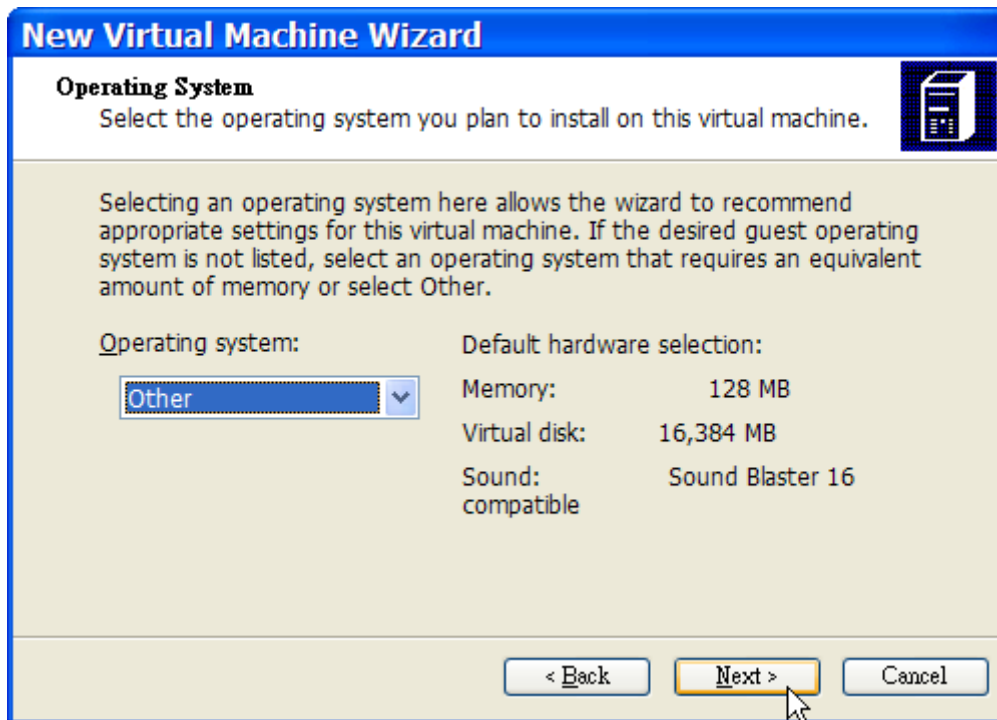 New Virtual Machine Wizard
Operating System
Select the operating system you plan to install on this virtual machine.
Selecting an operating system here allows the wizard to recommend
appropriate settings for this virtual machine. If the desired guest operating
system is not listed, select an operating system that requires an equivalent
amount of memory or select Other.
Operating system:
Other
Default hardware selection:
Memory: 128 MB
Virtual disk: 16,384 MB
Sound: Sound Blaster 16
compatible
< Back
Next >
Cancel